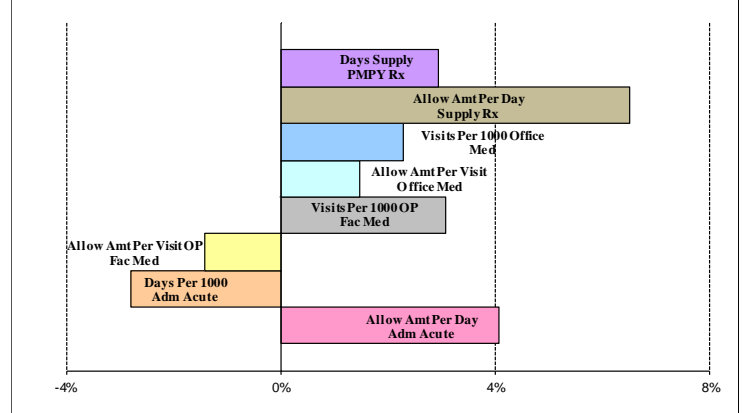 Days Supply
PMPY Rx
Allow Amt Per Day
Supply Rx
Visits Per 1000 Office
Med
Allow Amt Per Visit
Office Med
Visits Per 1000 OP
Fac Med
Allow Amt Per Visit OP
Fac Med
Days Per 1000
Adm Acute
Allow Amt Per Day
Adm Acute
-4% 0% 4% 8%